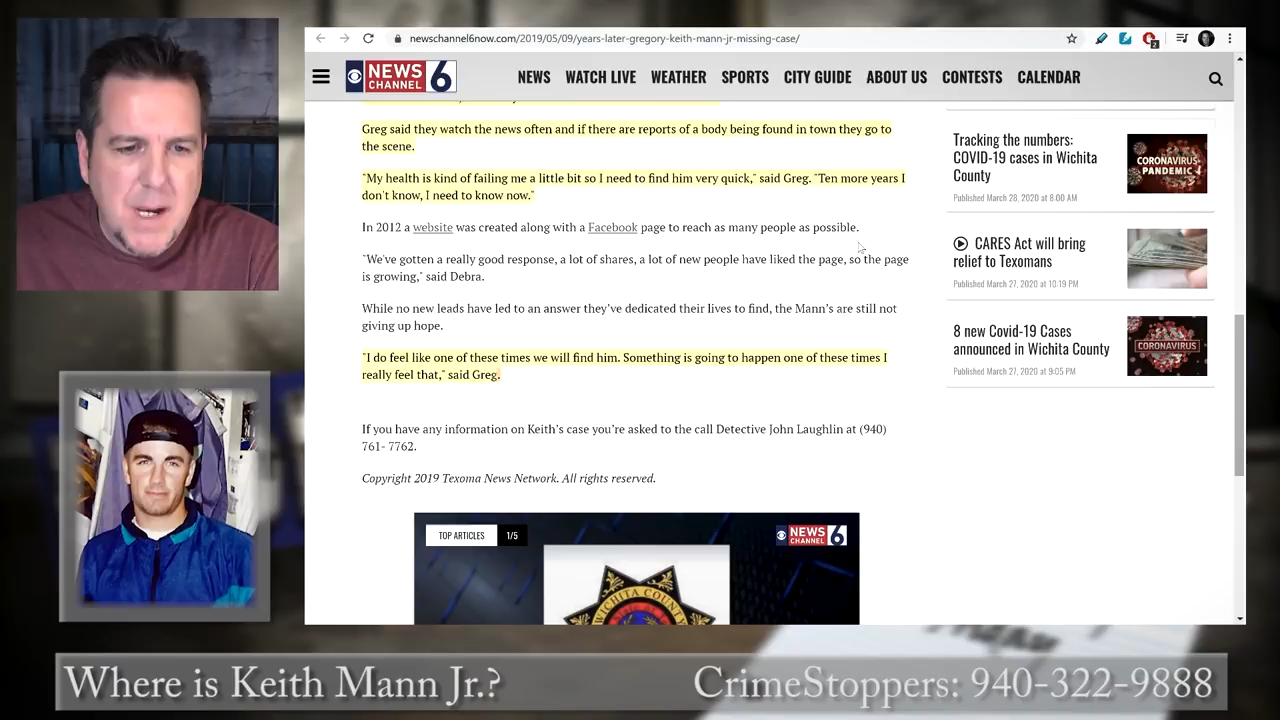 newschannel6now.com/2019/05/09/years-later-gregory-keith-mann-jr-missing-case/
2
NEWS
CHANNEL
6
NEWS WATCH LIVE WEATHER SPORTS CITY GUIDE ABOUT US CONTESTS CALENDAR
Greg said they watch the news often and if there are reports of a body being found in town they go to
the scene.
"My health is kind of failing me a little bit so I need to find him very quick," said Greg. "Ten more years I
don't know, I need to know now."
In 2012 a website was created along with a Facebook page to reach as many people as possible.
"We've gotten a really good response, a lot of shares, a lot of new people have liked the page, so the page
is growing," said Debra.
While no new leads have led to an answer they've dedicated their lives to find, the Mann's are still not
giving up hope.
"I do feel like one of these times we will find him. Something is going to happen one of these times I
really feel that," said Greg.
If you have any information on Keith's case you're asked to the call Detective John Laughlin at (940)
761- 7762.
Copyright 2019 Texoma News Network. All rights reserved.
TOP ARTICLES 1/5
NEWS
CHANNEL
6
WICHITA COUNTY
Tracking the numbers:
COVID-19 cases in Wichita
County
Published March 28, 2020 at 8:00 AM
CORONAVIRUS
PANDEMIC
CARES Act will bring
relief to Texomans
Published March 27, 2020 at 10:19 PM
8 new Covid-19 Cases
announced in Wichita County
Published March 27, 2020 at 9:05 PM
CORONAVIRUS
Where is Keith Mann Jr.? CrimeStoppers: 940-322-9888